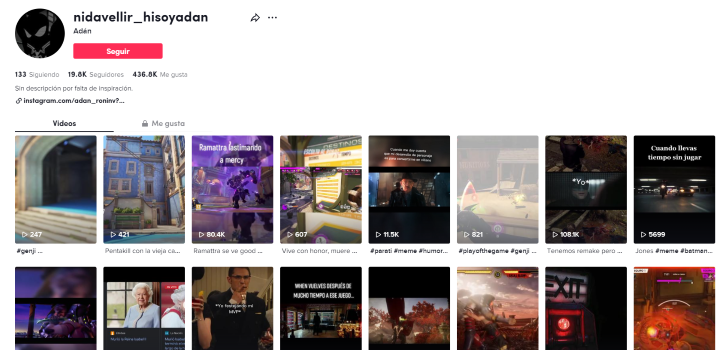 nidavellir_hisoyadan
Adén
Seguir
133 Siguiendo 19.8K Seguidores 436.8K Me gusta
Sin descripción por falta de inspiración.
instagram.com/adan_roninv?...
Vídeos
Me gusta
Ramattra lastimando
a mercy
DESTINOS
Cuando llevas
tiempo sin jugar
"Yo"
247
421
80.4K
607
11.5K
821
108.1K
5699
#genji ...
Pentakill con la vieja ca...
Ramattra se ve good ...
Vive con honor, muere ...
#parati #meme #humor...
#playofthegame #genji ...
Tenemos remake pero ...
Jones #meme #batman...
*Yo festejando mi
MVP*
WHEN VUELVES DESPUÉS DE
MUCHO TIEMPO A ESE JUEGO...
EXIT